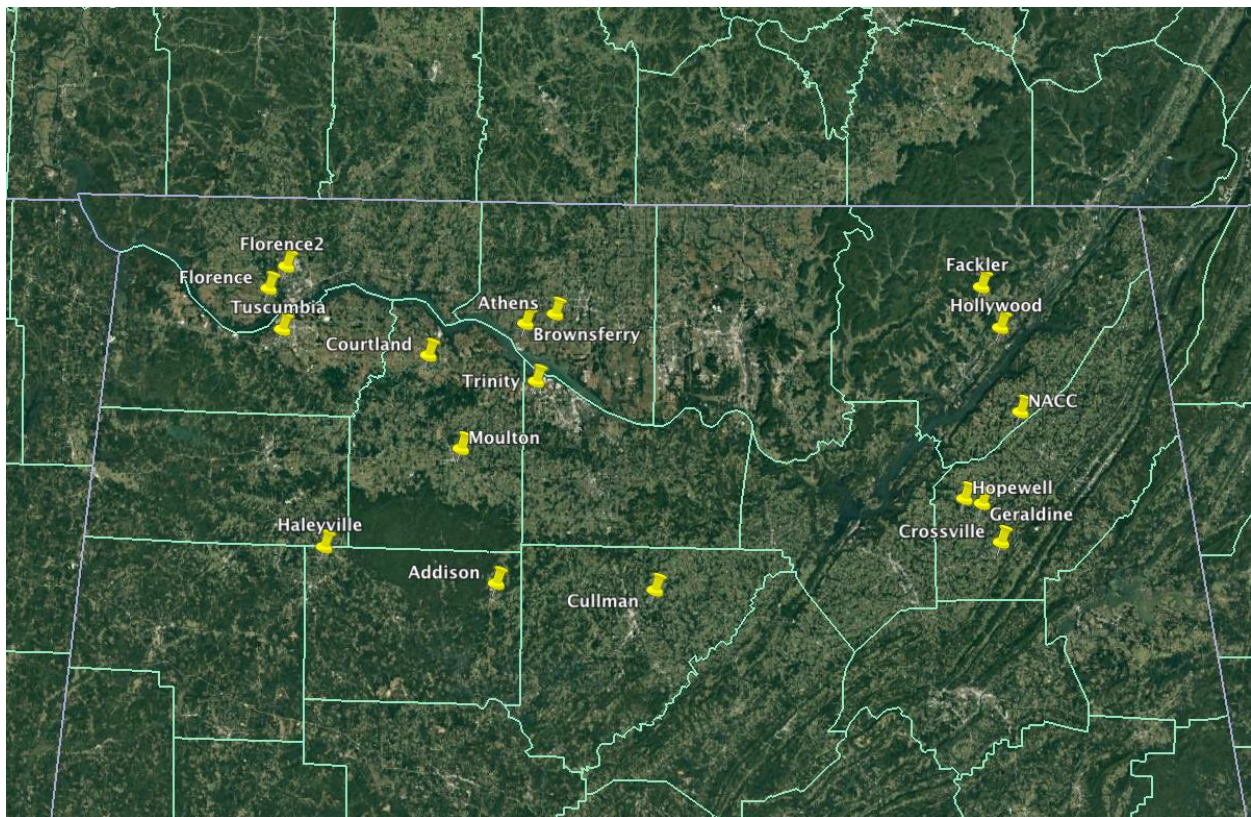 Florence2
Florence
Fackler
Tuscumbia
Athens
Hollywood
Brownsferry
Courtland
Trinity
NACC
Moulton
Hopewell
Geraldine
Haleyville
Crossville
Addison
Cullman